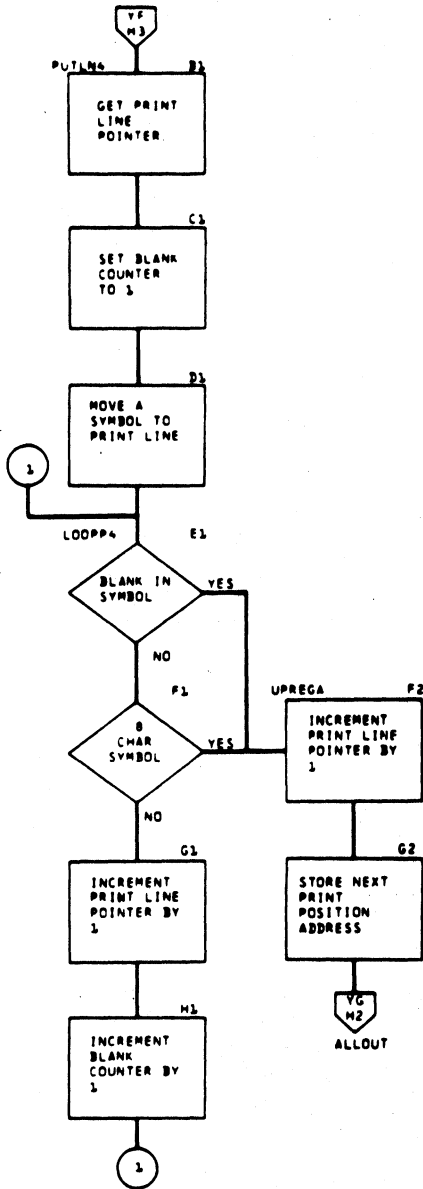 YF
H3
PUTLN4 B1
GET PRINT
LINE
POINTER
C1
SET BLANK
COUNTER
TO 1
D1
MOVE A
SYMBOL TO
PRINT LINE
1
LOOPP4 E1
BLANK IN
SYMBOL
YES
NO
F1
8
CHAR
SYMBOL
YES
NO
UPREGA F2
INCREMENT
PRINT LINE
POINTER BY
1
G1
INCREMENT
PRINT LINE
POINTER BY
1
G2
STORE NEXT
PRINT
POSITION
ADDRESS
H1
INCREMENT
BLANK
COUNTER BY
1
YG
H2
ALLOUT
1